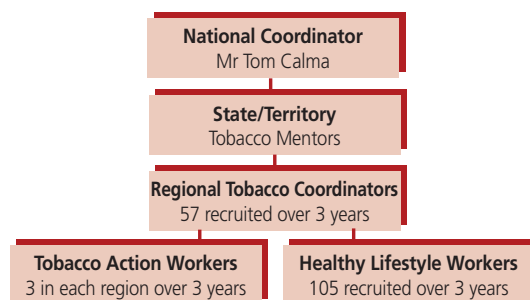 National Coordinator
Mr Tom Calma
State/Territory
Tobacco Mentors
Regional Tobacco Coordinators
57 recruited over 3 years
Tobacco Action Workers
3 in each region over 3 years
Healthy Lifestyle Workers
105 recruited over 3 years